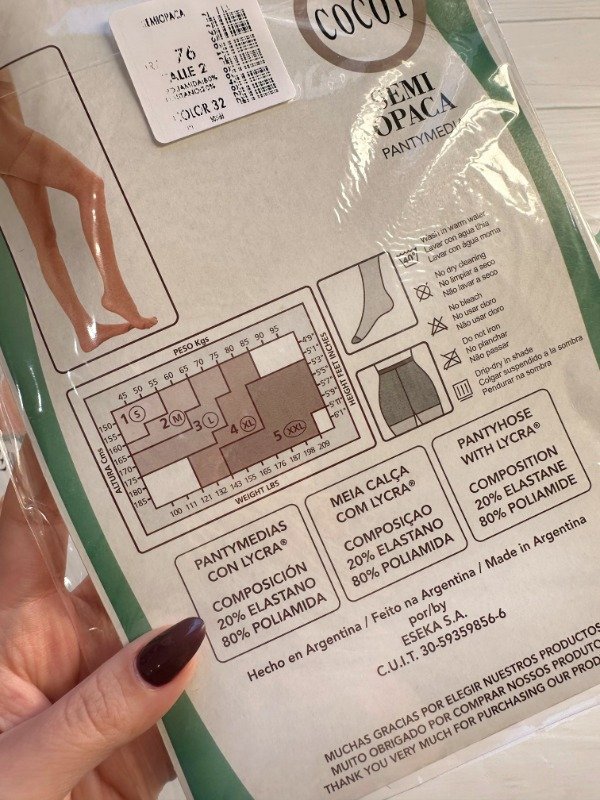 SEMIOPACA
76
TALLE 2
COLOR 32
COCOT
SEMI
OPACA
PANTYMEDIA
Wash in warm water
Lavar con agua tibia
Lavar com agua morna
40°
No dry cleaning
No limpiar a seco
Não lavar a seco
No bleach
No usar cloro
Não usar cloro
Do not iron
No planchar
Não passar
Drip-dry in shade
Colgar suspendido a la sombra
Pendurar na sombra
PESO Kgs
45 50 55 60 65 70 75 80 85 90 95
ALTURA Cms
150
155
160
165
170
175
180
185
1 S
2 M
3 L
4 XL
5 XXL
HEIGHT FEET INCHES
4'9"
5'1"
5'3"
5'5"
5'7"
5'9"
5'11"
6'1"
100 111 121 132 143 155 165 176 187 198 209
WEIGHT LBS
PANTYMEDIAS
CON LYCRA®
COMPOSICIÓN
20% ELASTANO
80% POLIAMIDA
MEIA CALÇA
COM LYCRA®
COMPOSIÇAO
20% ELASTANO
80% POLIAMIDA
PANTYHOSE
WITH LYCRA®
COMPOSITION
20% ELASTANE
80% POLIAMIDE
Hecho en Argentina / Feito na Argentina / Made in Argentina
por/by
ESEKA S.A.
C.U.I.T. 30-59359856-6
MUCHAS GRACIAS POR ELEGIR NUESTROS PRODUCTOS
MUITO OBRIGADO POR COMPRAR NOSSOS PRODUTO
THANK YOU VERY MUCH FOR PURCHASING OUR PROD